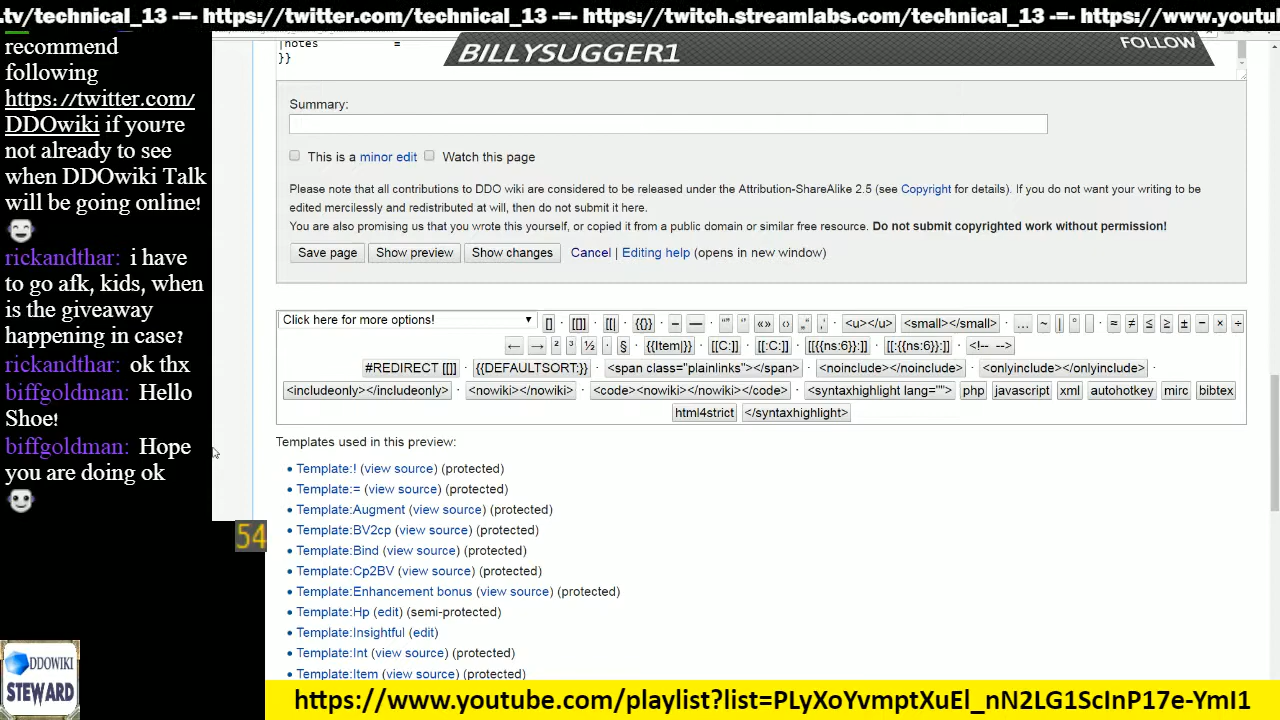 .tv/technical_13 -=- https://twitter.com/technical_13 -=- https://twitch.streamlabs.com/technical_13 -=- https://www.youtu
recommend
following
https://twitter.com/
DDOwiki if you're
not already to see
when DDOwiki Talk
will be going online!
rickandthar: i have
to go afk, kids, when
is the giveaway
happening in case?
rickandthar: ok thx
biffgoldman: Hello
Shoe!
biffgoldman: Hope
you are doing ok
54
DDOWIKI
STEWARD
|notes =
}}
BILLYSUGGER1
FOLLOW
Summary:
This is a minor edit Watch this page
Please note that all contributions to DDO wiki are considered to be released under the Attribution-ShareAlike 2.5 (see Copyright for details). If you do not want your writing to be
edited mercilessly and redistributed at will, then do not submit it here.
You are also promising us that you wrote this yourself, or copied it from a public domain or similar free resource. Do not submit copyrighted work without permission!
Save page Show preview Show changes Cancel | Editing help (opens in new window)
Click here for more options! [] · [[]] · [[| · {{}} · – — · “” ‘’ «» ‹› „“ ‚‘ · <u></u> · <small></small> · … ~ | ° · ≈ ≠ ≤ ≥ ± − × ÷
← → ² ³ ½ · § {{Item|}} · [[C:]] · [[:C:]] · [[{{ns:6}}:]] · [[:{{ns:6}}:]] · <!-- -->
#REDIRECT [[]] · {{DEFAULTSORT:}} · <span class="plainlinks"></span> · <noinclude></noinclude> · <onlyinclude></onlyinclude> ·
<includeonly></includeonly> · <nowiki></nowiki> · <code><nowiki></nowiki></code> · <syntaxhighlight lang=""> php javascript xml autohotkey mirc bibtex
html4strict </syntaxhighlight>
Templates used in this preview:
Template:! (view source) (protected)
Template:= (view source) (protected)
Template:Augment (view source) (protected)
Template:BV2cp (view source) (protected)
Template:Bind (view source) (protected)
Template:Cp2BV (view source) (protected)
Template:Enhancement bonus (view source) (protected)
Template:Hp (edit) (semi-protected)
Template:Insightful (edit)
Template:Int (view source) (protected)
Template:Item (view source) (protected)
https://www.youtube.com/playlist?list=PLyXoYvmptXuEl_nN2LG1ScInP17e-YmI1